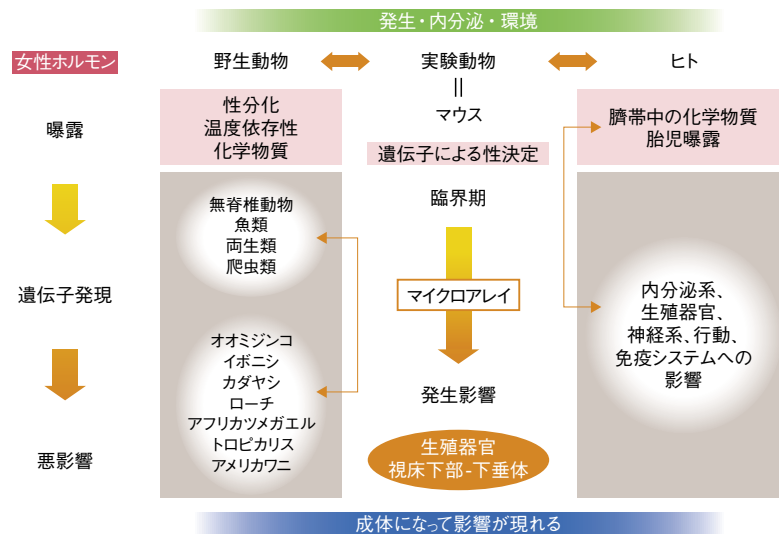 発生・内分泌・環境
女性ホルモン
野生動物
実験動物
ヒト
||
マウス
曝露
性分化
温度依存性
化学物質
遺伝子による性決定
臍帯中の化学物質
胎児曝露
臨界期
無脊椎動物
魚類
両生類
爬虫類
遺伝子発現
マイクロアレイ
内分泌系、
生殖器官、
神経系、行動、
免疫システムへの
影響
オオミジンコ
イボニシ
カダヤシ
ローチ
アフリカツメガエル
トロピカリス
アメリカワニ
発生影響
悪影響
生殖器官
視床下部-下垂体
成体になって影響が現れる